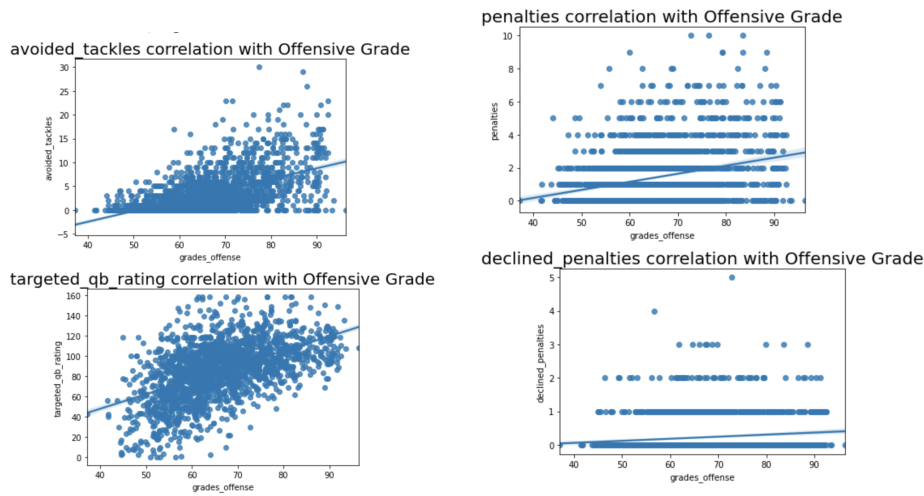 avoided_tackles correlation with Offensive Grade
30
25
20
15
10
5
0
−5
avoided_tackles
40 50 60 70 80 90
grades_offense
penalties correlation with Offensive Grade
10
8
6
4
2
0
penalties
40 50 60 70 80 90
grades_offense
targeted_qb_rating correlation with Offensive Grade
160
140
120
100
80
60
40
20
0
targeted_qb_rating
40 50 60 70 80 90
grades_offense
declined_penalties correlation with Offensive Grade
5
4
3
2
1
0
declined_penalties
40 50 60 70 80 90
grades_offense